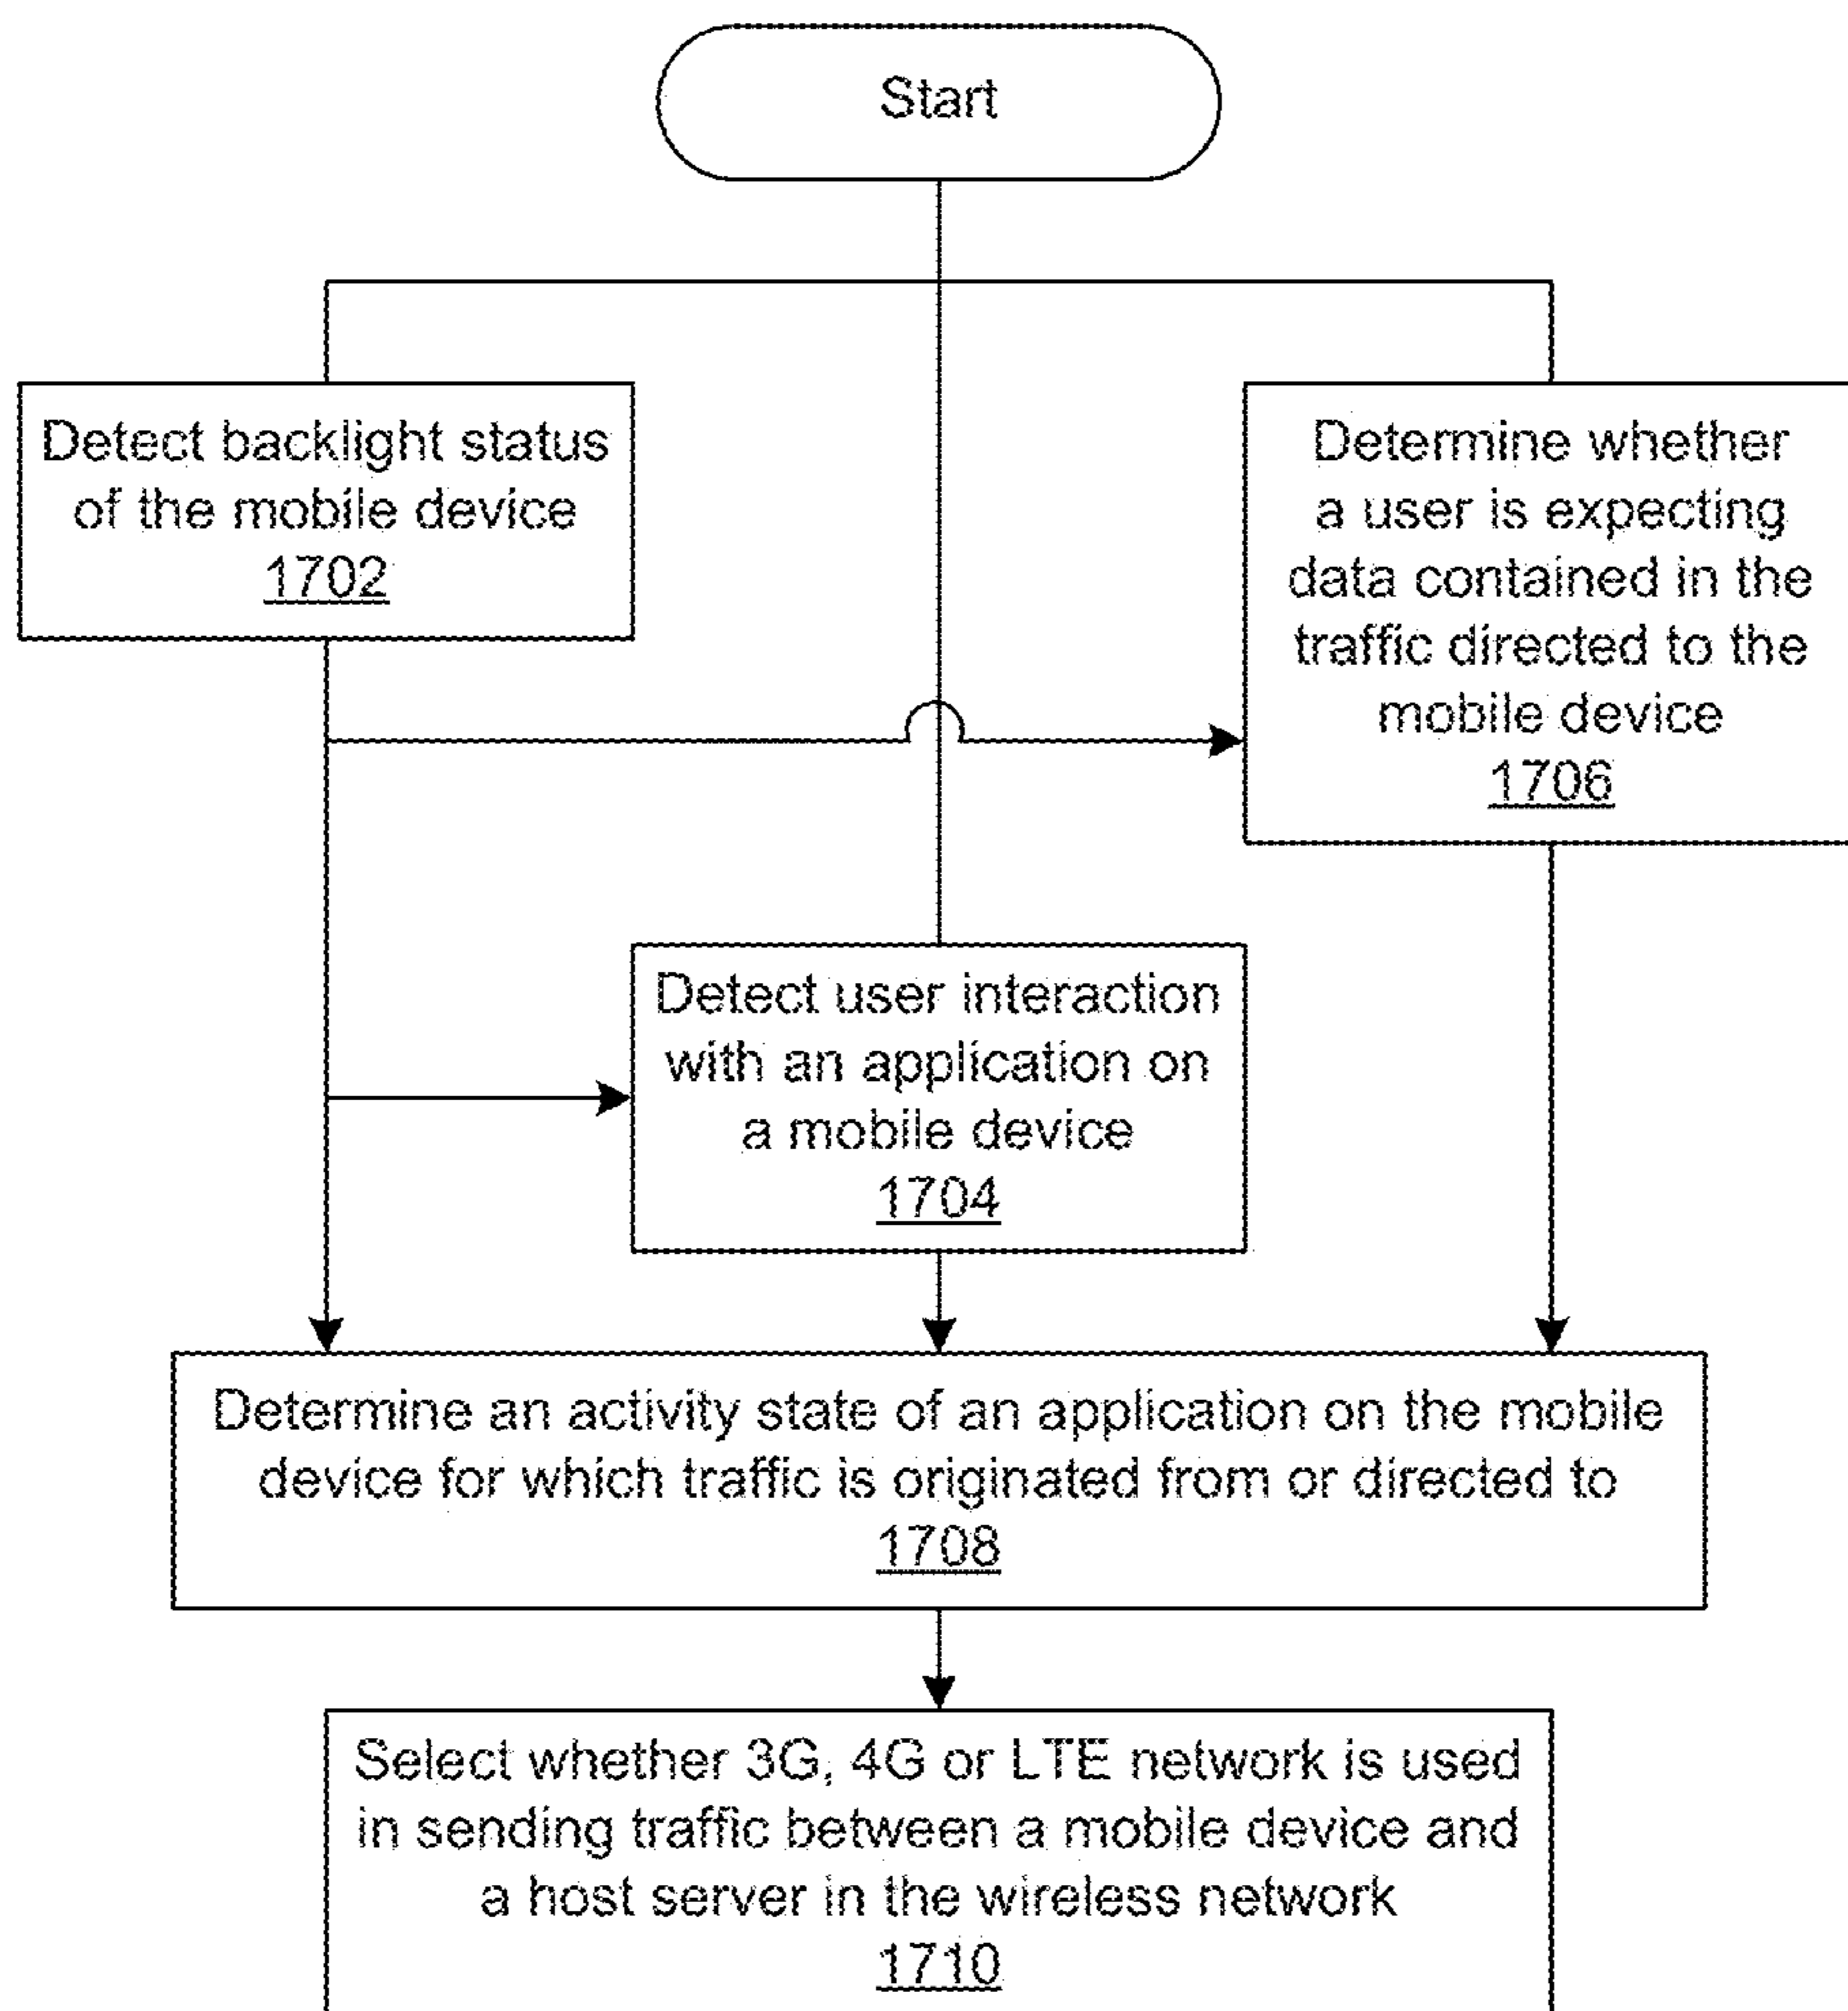 Start
Detect backlight status
of the mobile device
1702
Determine whether
a user is expecting
data contained in the
traffic directed to the
mobile device
1706
Detect user interaction
with an application on
a mobile device
1704
Determine an activity state of an application on the mobile
device for which traffic is originated from or directed to
1708
Select whether 3G, 4G or LTE network is used
in sending traffic between a mobile device and
a host server in the wireless network
1710